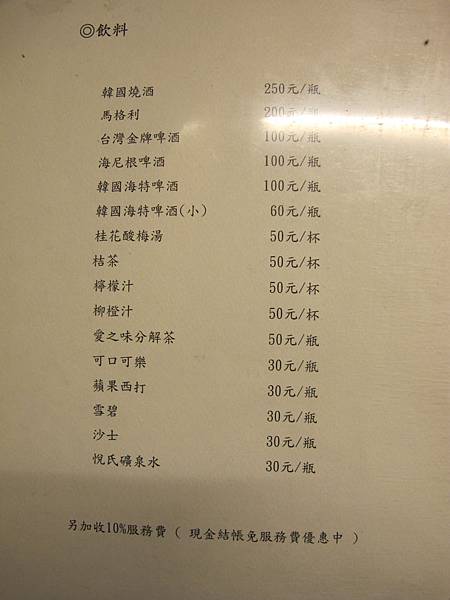 ◎飲料
韓國燒酒 250元/瓶
馬格利 200元/瓶
台灣金牌啤酒 100元/瓶
海尼根啤酒 100元/瓶
韓國海特啤酒 100元/瓶
韓國海特啤酒(小) 60元/瓶
桂花酸梅湯 50元/杯
桔茶 50元/杯
檸檬汁 50元/杯
柳橙汁 50元/杯
愛之味分解茶 50元/瓶
可口可樂 30元/瓶
蘋果西打 30元/瓶
雪碧 30元/瓶
沙士 30元/瓶
悅氏礦泉水 30元/瓶
另加收10%服務費 ( 現金結帳免服務費優惠中 )